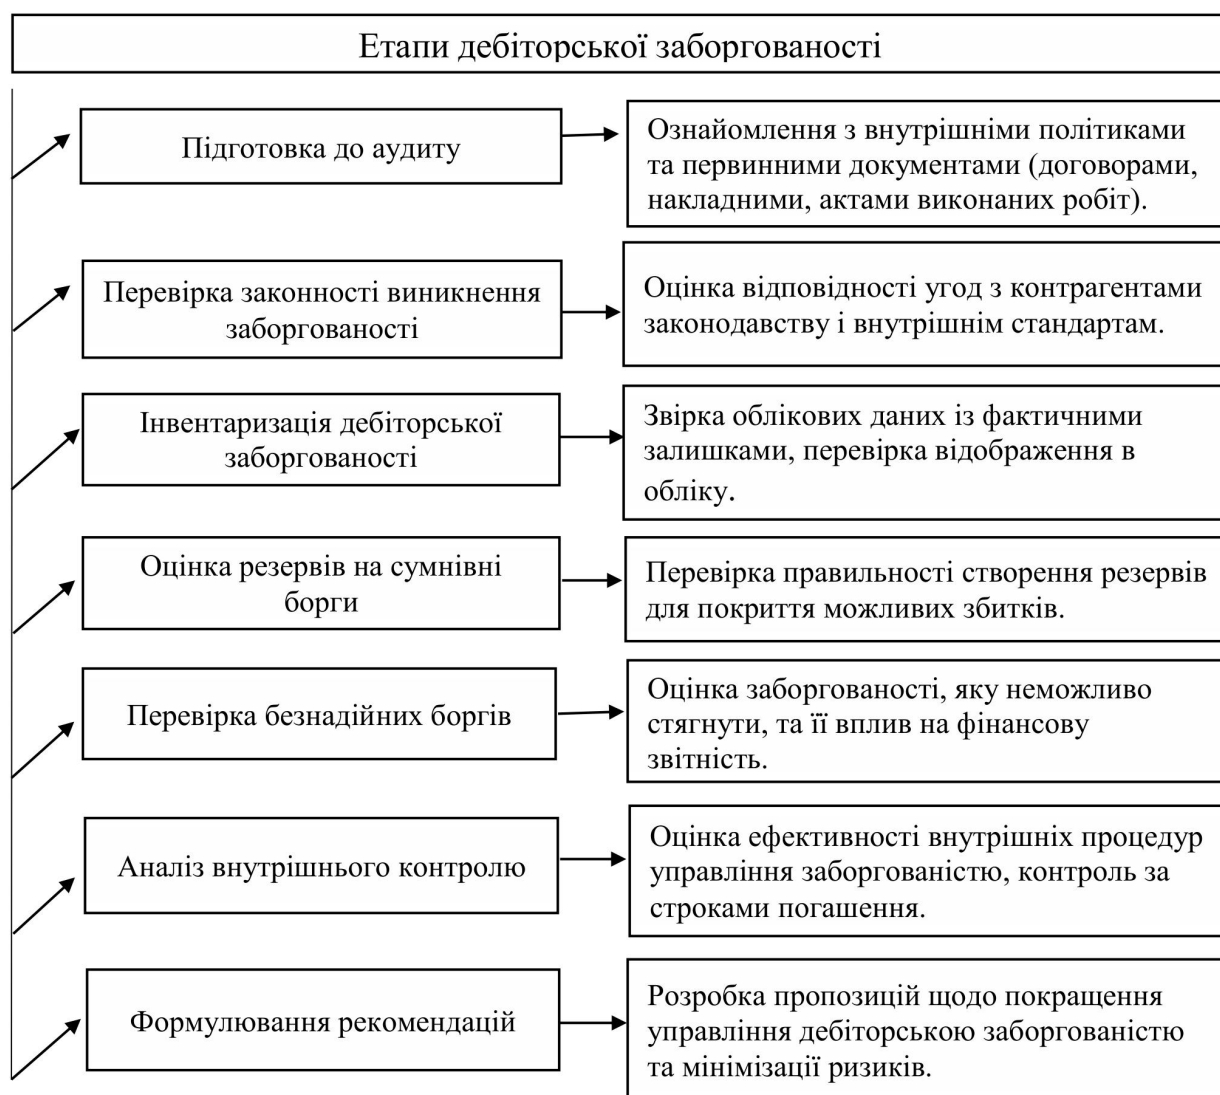 Етапи дебіторської заборгованості
Підготовка до аудиту
Ознайомлення з внутрішніми політиками
та первинними документами (договорами,
накладними, актами виконаних робіт).
Перевірка законності виникнення
заборгованості
Оцінка відповідності угод з контрагентами
законодавству і внутрішнім стандартам.
Інвентаризація дебіторської
заборгованості
Звірка облікових даних із фактичними
залишками, перевірка відображення в
обліку.
Оцінка резервів на сумнівні
борги
Перевірка правильності створення резервів
для покриття можливих збитків.
Перевірка безнадійних боргів
Оцінка заборгованості, яку неможливо
стягнути, та її вплив на фінансову
звітність.
Аналіз внутрішнього контролю
Оцінка ефективності внутрішніх процедур
управління заборгованістю, контроль за
строками погашення.
Формулювання рекомендацій
Розробка пропозицій щодо покращення
управління дебіторською заборгованістю
та мінімізації ризиків.